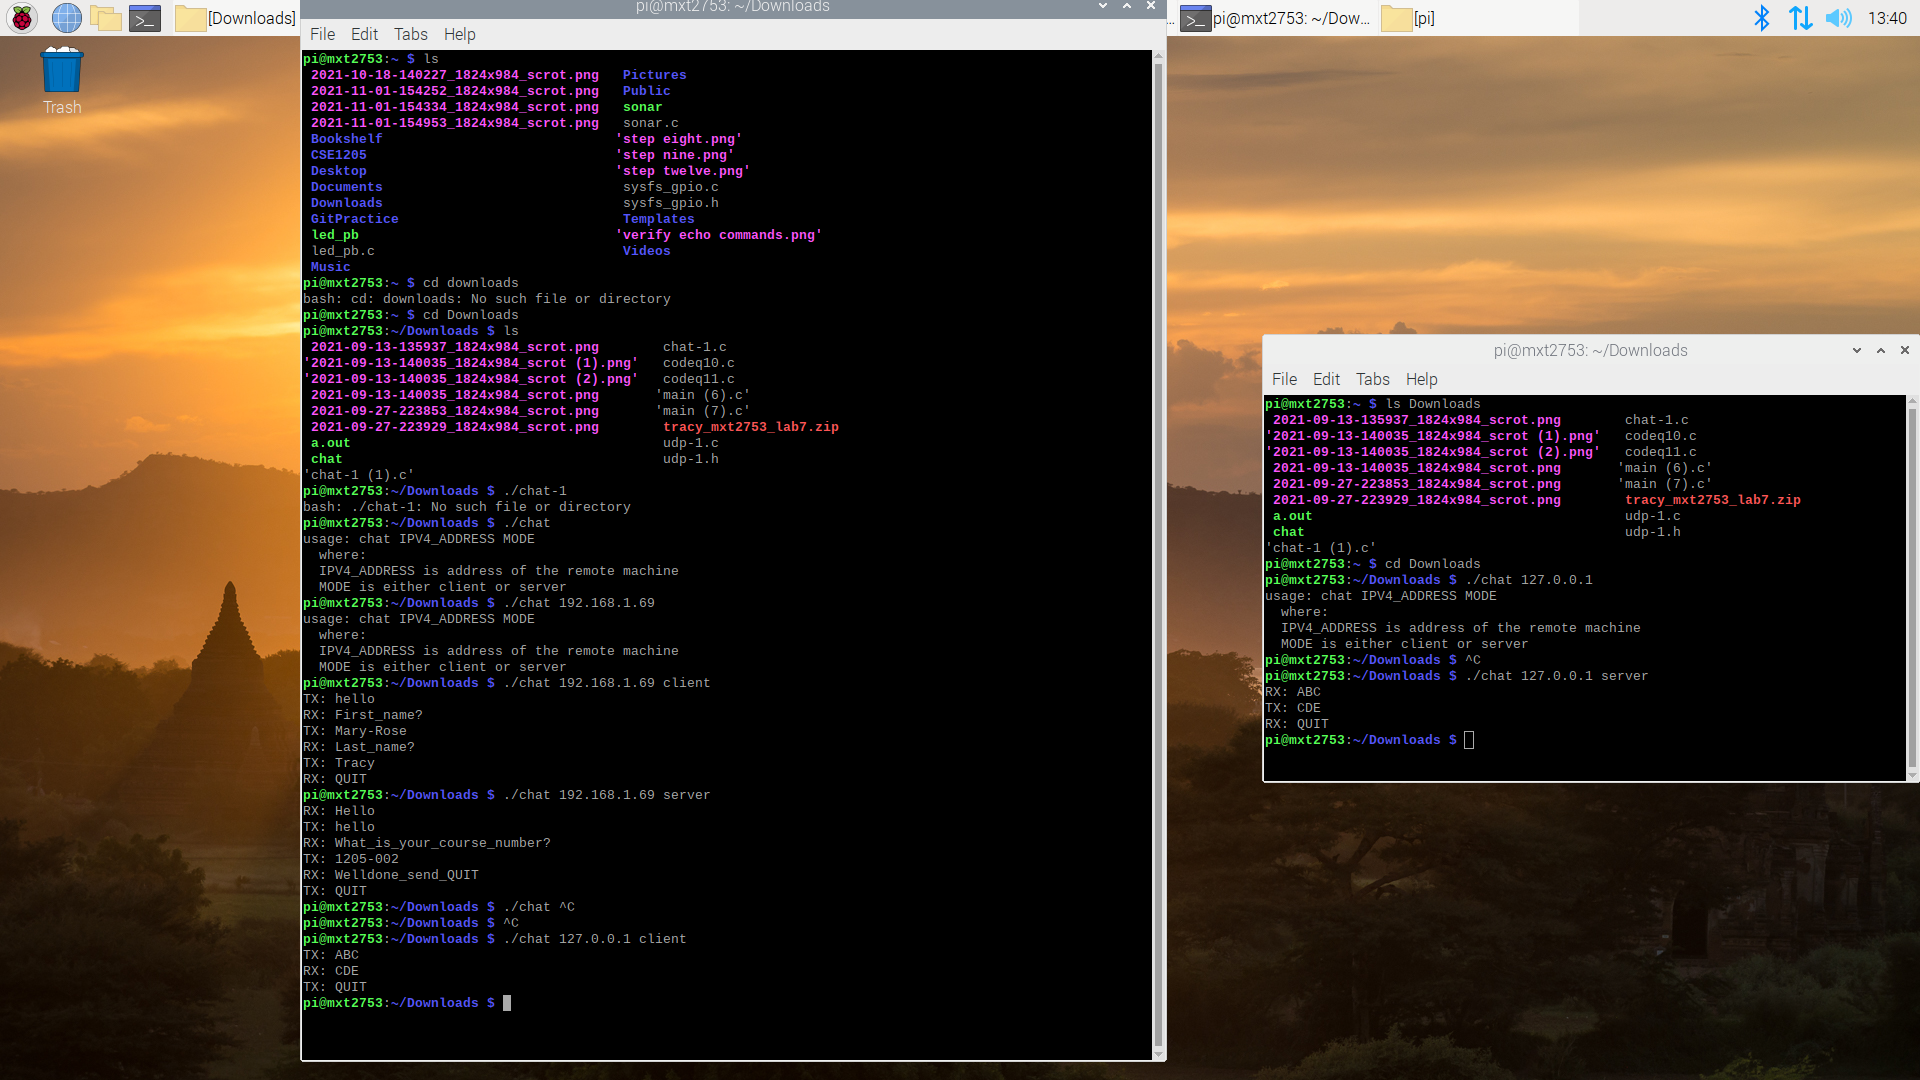 [Downloads]
pi@mxt2753: ~/Dow...
[pi]
13:40
Trash
pi@mxt2753: ~/Downloads
File Edit Tabs Help
pi@mxt2753:~ $ ls
2021-10-18-140227_1824x984_scrot.png Pictures
2021-11-01-154252_1824x984_scrot.png Public
2021-11-01-154334_1824x984_scrot.png sonar
2021-11-01-154953_1824x984_scrot.png sonar.c
Bookshelf 'step eight.png'
CSE1205 'step nine.png'
Desktop 'step twelve.png'
Documents sysfs_gpio.c
Downloads sysfs_gpio.h
GitPractice Templates
led_pb 'verify echo commands.png'
led_pb.c Videos
Music
pi@mxt2753:~ $ cd downloads
bash: cd: downloads: No such file or directory
pi@mxt2753:~ $ cd Downloads
pi@mxt2753:~/Downloads $ ls
2021-09-13-135937_1824x984_scrot.png chat-1.c
'2021-09-13-140035_1824x984_scrot (1).png' codeq10.c
'2021-09-13-140035_1824x984_scrot (2).png' codeq11.c
2021-09-13-140035_1824x984_scrot.png 'main (6).c'
2021-09-27-223853_1824x984_scrot.png 'main (7).c'
2021-09-27-223929_1824x984_scrot.png tracy_mxt2753_lab7.zip
a.out udp-1.c
chat udp-1.h
'chat-1 (1).c'
pi@mxt2753:~/Downloads $ ./chat-1
bash: ./chat-1: No such file or directory
pi@mxt2753:~/Downloads $ ./chat
usage: chat IPV4_ADDRESS MODE
where:
IPV4_ADDRESS is address of the remote machine
MODE is either client or server
pi@mxt2753:~/Downloads $ ./chat 192.168.1.69
usage: chat IPV4_ADDRESS MODE
where:
IPV4_ADDRESS is address of the remote machine
MODE is either client or server
pi@mxt2753:~/Downloads $ ./chat 192.168.1.69 client
TX: hello
RX: First_name?
TX: Mary-Rose
RX: Last_name?
TX: Tracy
RX: QUIT
pi@mxt2753:~/Downloads $ ./chat 192.168.1.69 server
RX: Hello
TX: hello
RX: What_is_your_course_number?
TX: 1205-002
RX: Welldone_send_QUIT
TX: QUIT
pi@mxt2753:~/Downloads $ ./chat ^C
pi@mxt2753:~/Downloads $ ^C
pi@mxt2753:~/Downloads $ ./chat 127.0.0.1 client
TX: ABC
RX: CDE
TX: QUIT
pi@mxt2753:~/Downloads $
pi@mxt2753: ~/Downloads
File Edit Tabs Help
pi@mxt2753:~ $ ls Downloads
2021-09-13-135937_1824x984_scrot.png chat-1.c
'2021-09-13-140035_1824x984_scrot (1).png' codeq10.c
'2021-09-13-140035_1824x984_scrot (2).png' codeq11.c
2021-09-13-140035_1824x984_scrot.png 'main (6).c'
2021-09-27-223853_1824x984_scrot.png 'main (7).c'
2021-09-27-223929_1824x984_scrot.png tracy_mxt2753_lab7.zip
a.out udp-1.c
chat udp-1.h
'chat-1 (1).c'
pi@mxt2753:~ $ cd Downloads
pi@mxt2753:~/Downloads $ ./chat 127.0.0.1
usage: chat IPV4_ADDRESS MODE
where:
IPV4_ADDRESS is address of the remote machine
MODE is either client or server
pi@mxt2753:~/Downloads $ ^C
pi@mxt2753:~/Downloads $ ./chat 127.0.0.1 server
RX: ABC
TX: CDE
RX: QUIT
pi@mxt2753:~/Downloads $